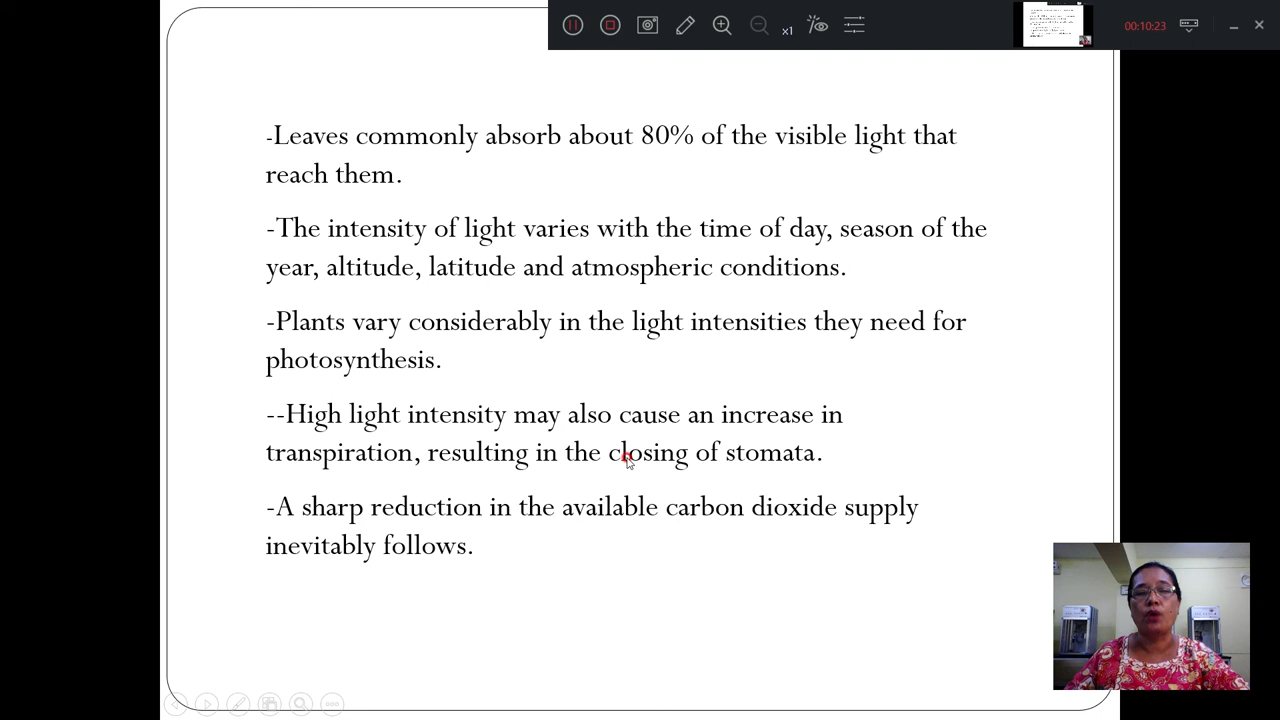 x1
00:10:23
-Leaves commonly absorb about 80% of the visible light that
reach them.
-The intensity of light varies with the time of day, season of the
year, altitude, latitude and atmospheric conditions.
-Plants vary considerably in the light intensities they need for
photosynthesis.
--High light intensity may also cause an increase in
transpiration, resulting in the closing of stomata.
-A sharp reduction in the available carbon dioxide supply
inevitably follows.